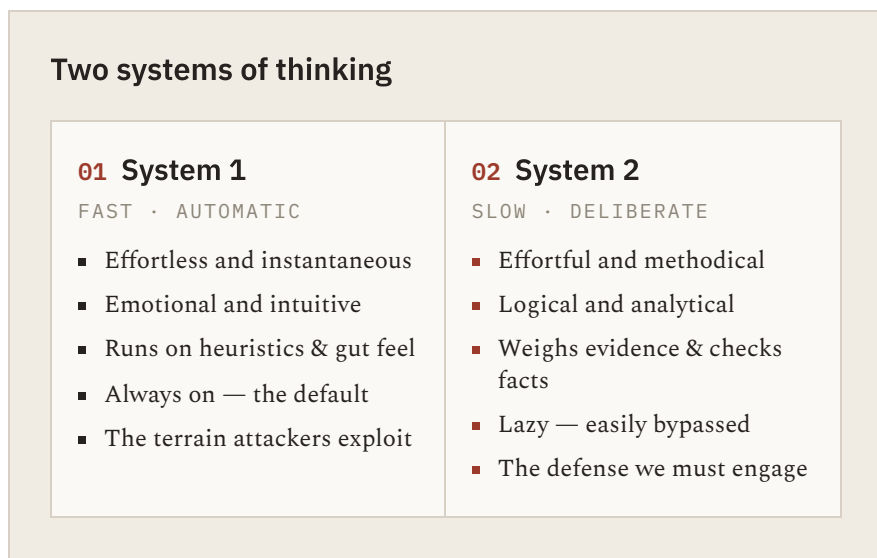 Two systems of thinking
01 System 1
FAST · AUTOMATIC
Effortless and instantaneous
Emotional and intuitive
Runs on heuristics & gut feel
Always on — the default
The terrain attackers exploit
02 System 2
SLOW · DELIBERATE
Effortful and methodical
Logical and analytical
Weighs evidence & checks
facts
Lazy — easily bypassed
The defense we must engage